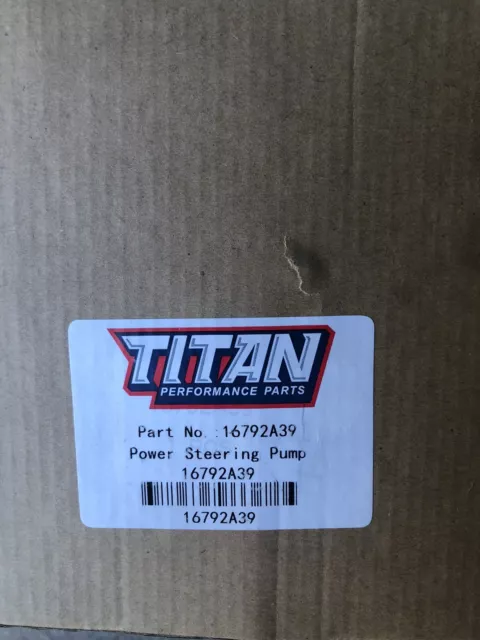 TITAN
PERFORMANCE PARTS
Part No.:16792A39
Power Steering Pump
16792A39
16792A39